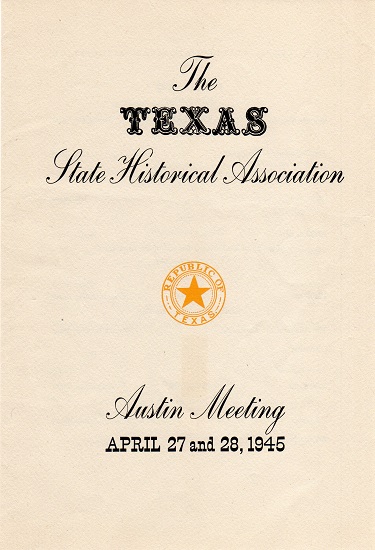 The
TEXAS
State Historical Association
REPUBLIC OF
TEXAS.
Austin Meeting
APRIL 27 and 28, 1945